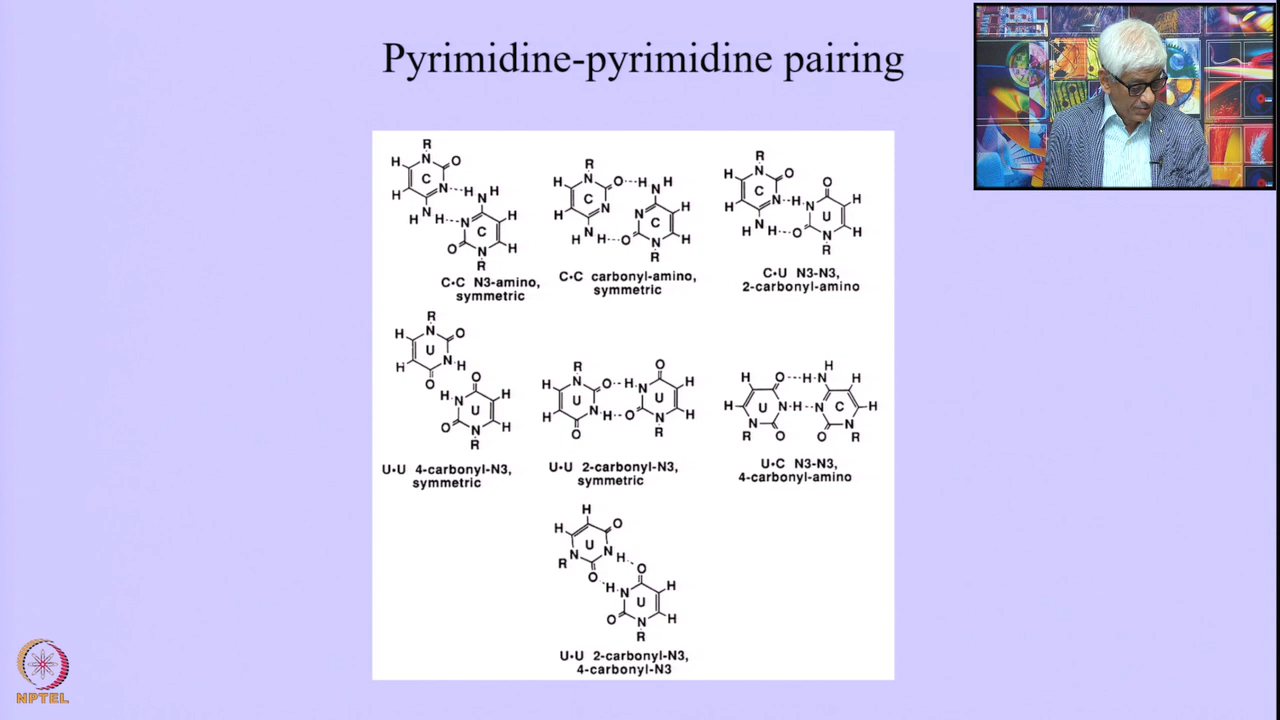 Pyrimidine-pyrimidine pairing
C•C N3-amino,
symmetric
C•C carbonyl-amino,
symmetric
C•U N3-N3,
2-carbonyl-amino
U•U 4-carbonyl-N3,
symmetric
U•U 2-carbonyl-N3,
symmetric
U•C N3-N3,
4-carbonyl-amino
U•U 2-carbonyl-N3,
4-carbonyl-N3
NPTEL